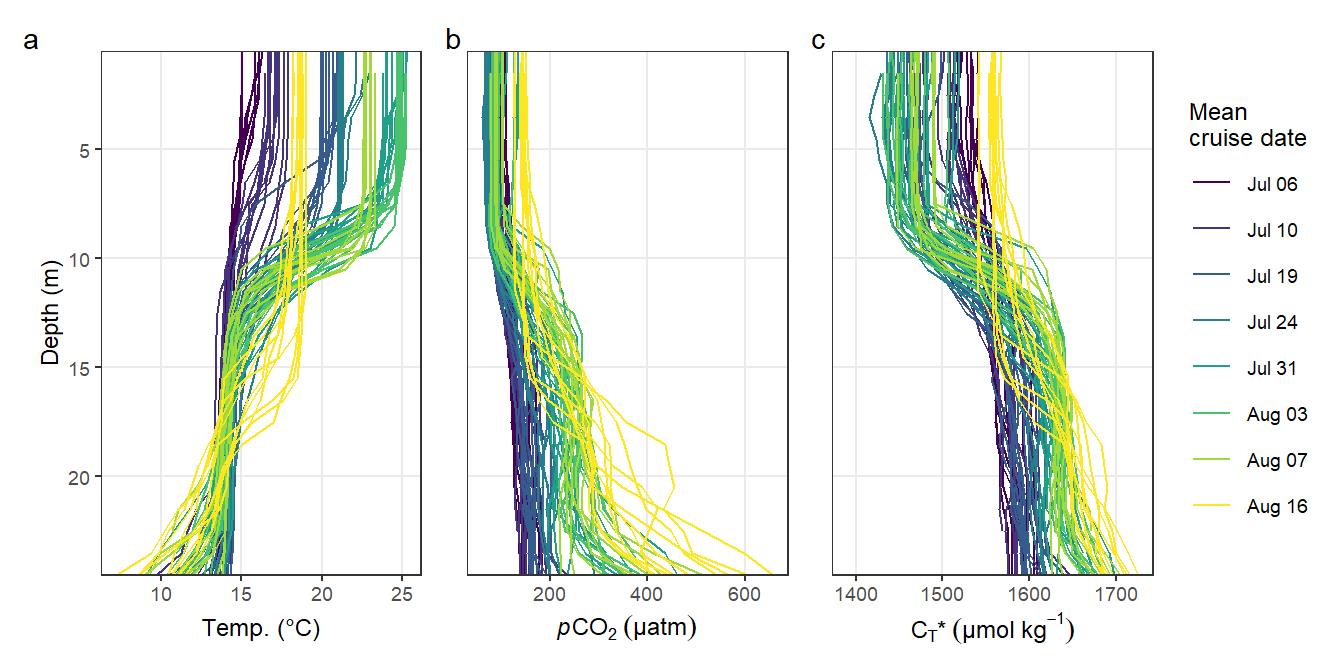 a
b
c
5
10
15
20
Depth (m)
10 15 20 25
Temp. (°C)
200 400 600
pCO₂ (µatm)
1400 1500 1600 1700
C_T* (µmol kg⁻¹)
Mean
cruise date
Jul 06
Jul 10
Jul 19
Jul 24
Jul 31
Aug 03
Aug 07
Aug 16